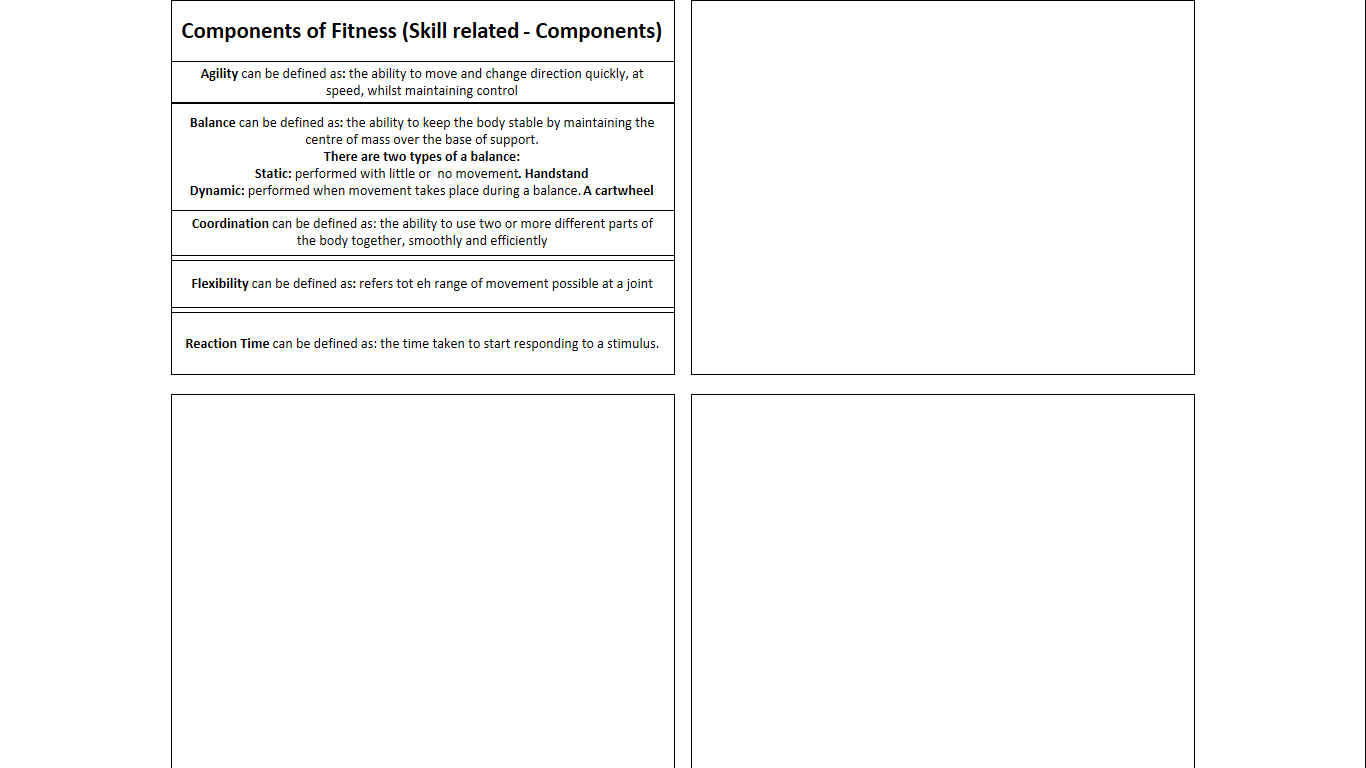 Components of Fitness (Skill related - Components)
Agility can be defined as: the ability to move and change direction quickly, at
speed, whilst maintaining control
Balance can be defined as: the ability to keep the body stable by maintaining the
centre of mass over the base of support.
There are two types of a balance:
Static: performed with little or  no movement. Handstand
Dynamic: performed when movement takes place during a balance. A cartwheel
Coordination can be defined as: the ability to use two or more different parts of
the body together, smoothly and efficiently
Flexibility can be defined as: refers tot eh range of movement possible at a joint
Reaction Time can be defined as: the time taken to start responding to a stimulus.